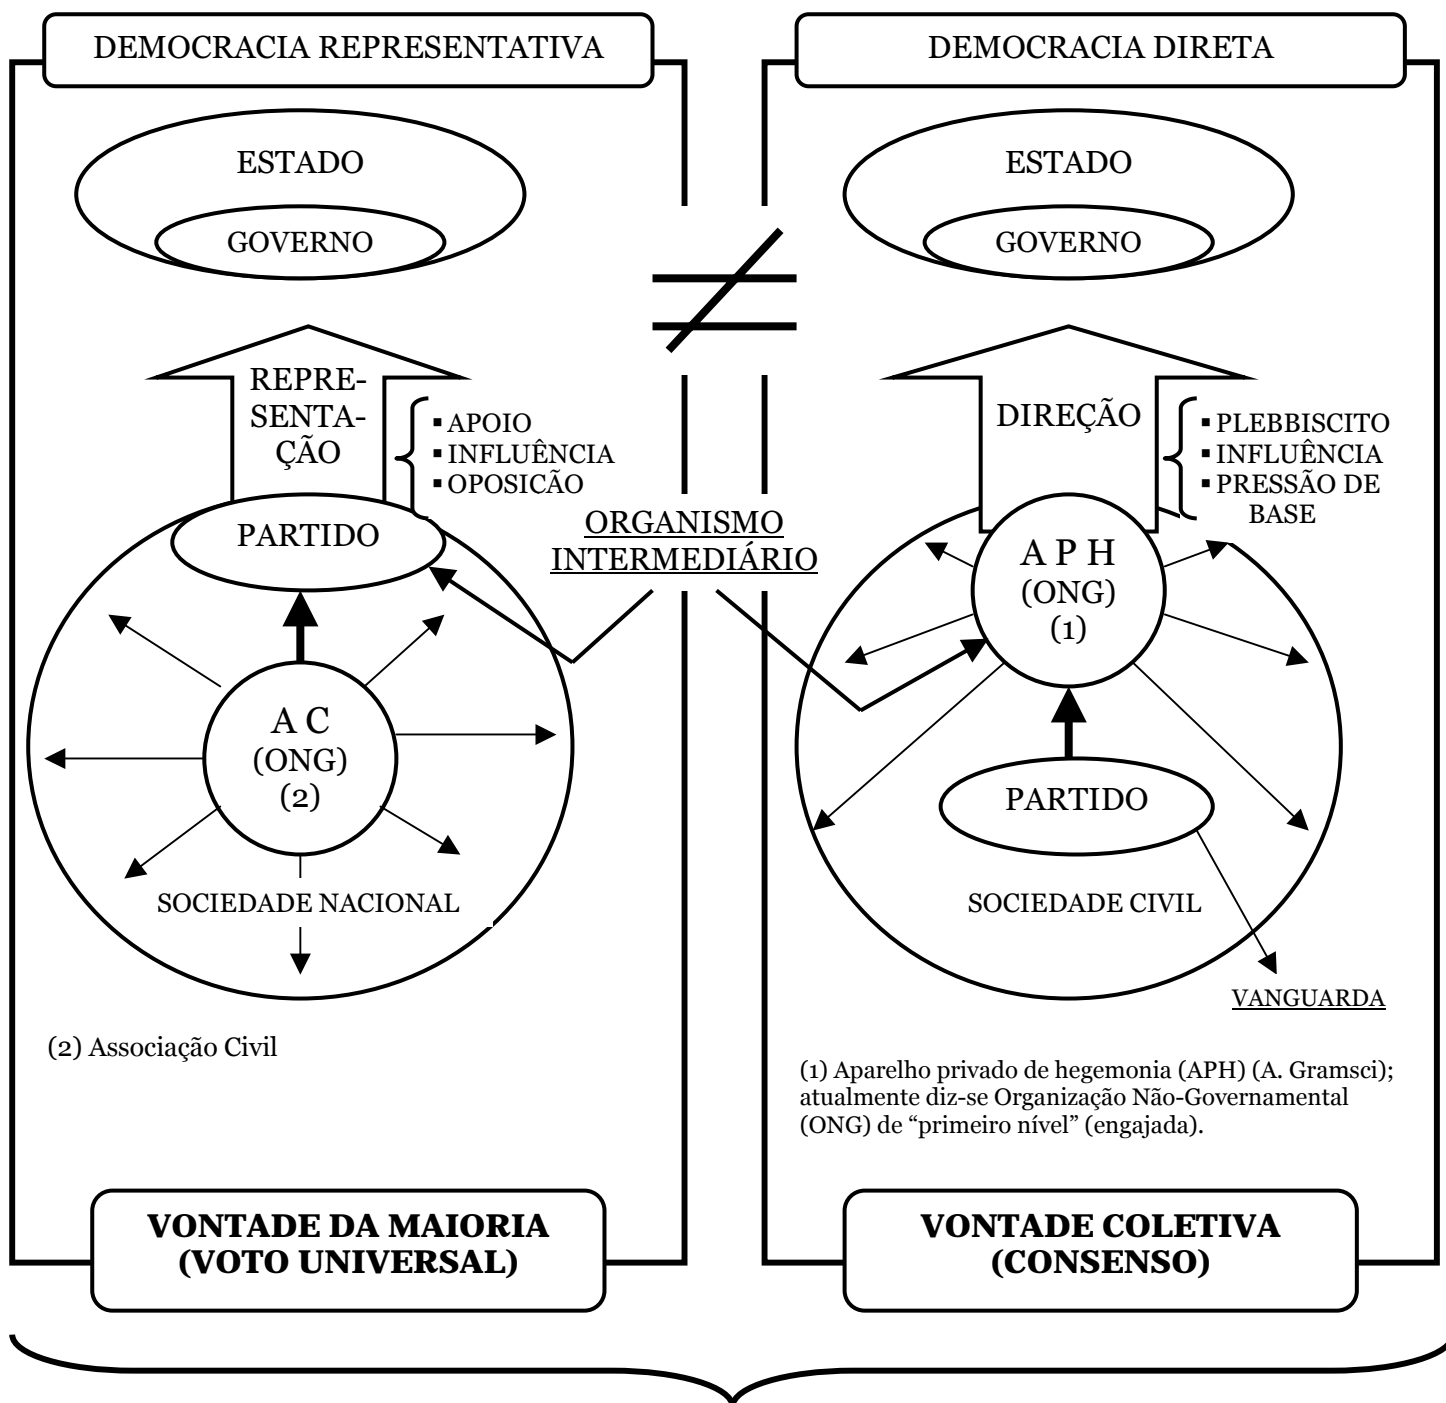 DEMOCRACIA REPRESENTATIVA
ESTADO
GOVERNO
REPRE-
SENTA-
ÇÃO
▪ APOIO
▪ INFLUÊNCIA
▪ OPOSICÃO
PARTIDO
A C
(ONG)
(2)
SOCIEDADE NACIONAL
(2) Associação Civil
VONTADE DA MAIORIA
(VOTO UNIVERSAL)
≠
ORGANISMO
INTERMEDIÁRIO
DEMOCRACIA DIRETA
ESTADO
GOVERNO
DIREÇÃO
▪ PLEBBISCITO
▪ INFLUÊNCIA
▪ PRESSÃO DE
BASE
A P H
(ONG)
(1)
PARTIDO
SOCIEDADE CIVIL
VANGUARDA
(1) Aparelho privado de hegemonia (APH) (A. Gramsci);
atualmente diz-se Organização Não-Governamental
(ONG) de “primeiro nível” (engajada).
VONTADE COLETIVA
(CONSENSO)